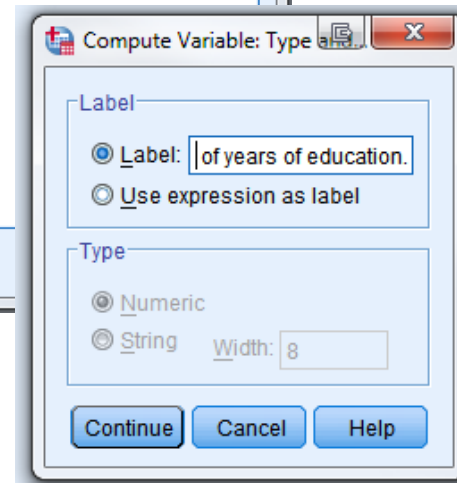 Compute Variable: Type and...
Label
Label: of years of education.
Use expression as label
Type
Numeric
String Width: 8
Continue Cancel Help